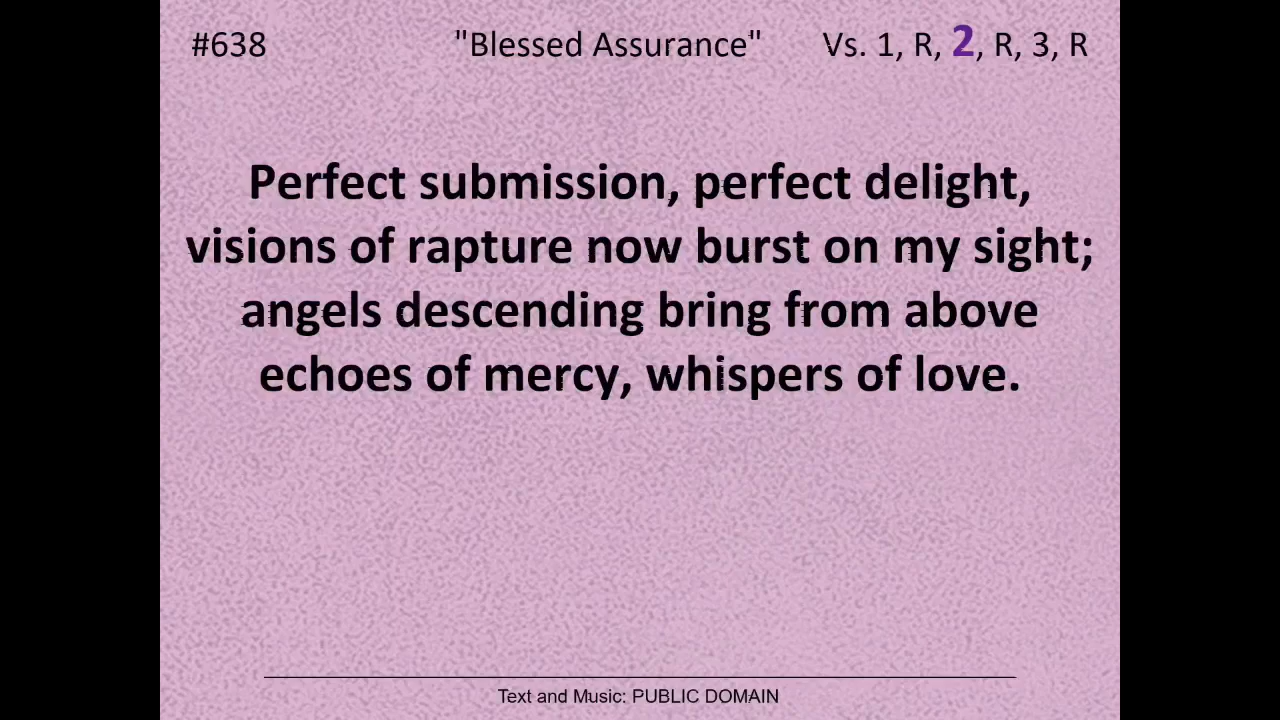 #638 "Blessed Assurance" Vs. 1, R, 2, R, 3, R
Perfect submission, perfect delight,
visions of rapture now burst on my sight;
angels descending bring from above
echoes of mercy, whispers of love.
Text and Music: PUBLIC DOMAIN